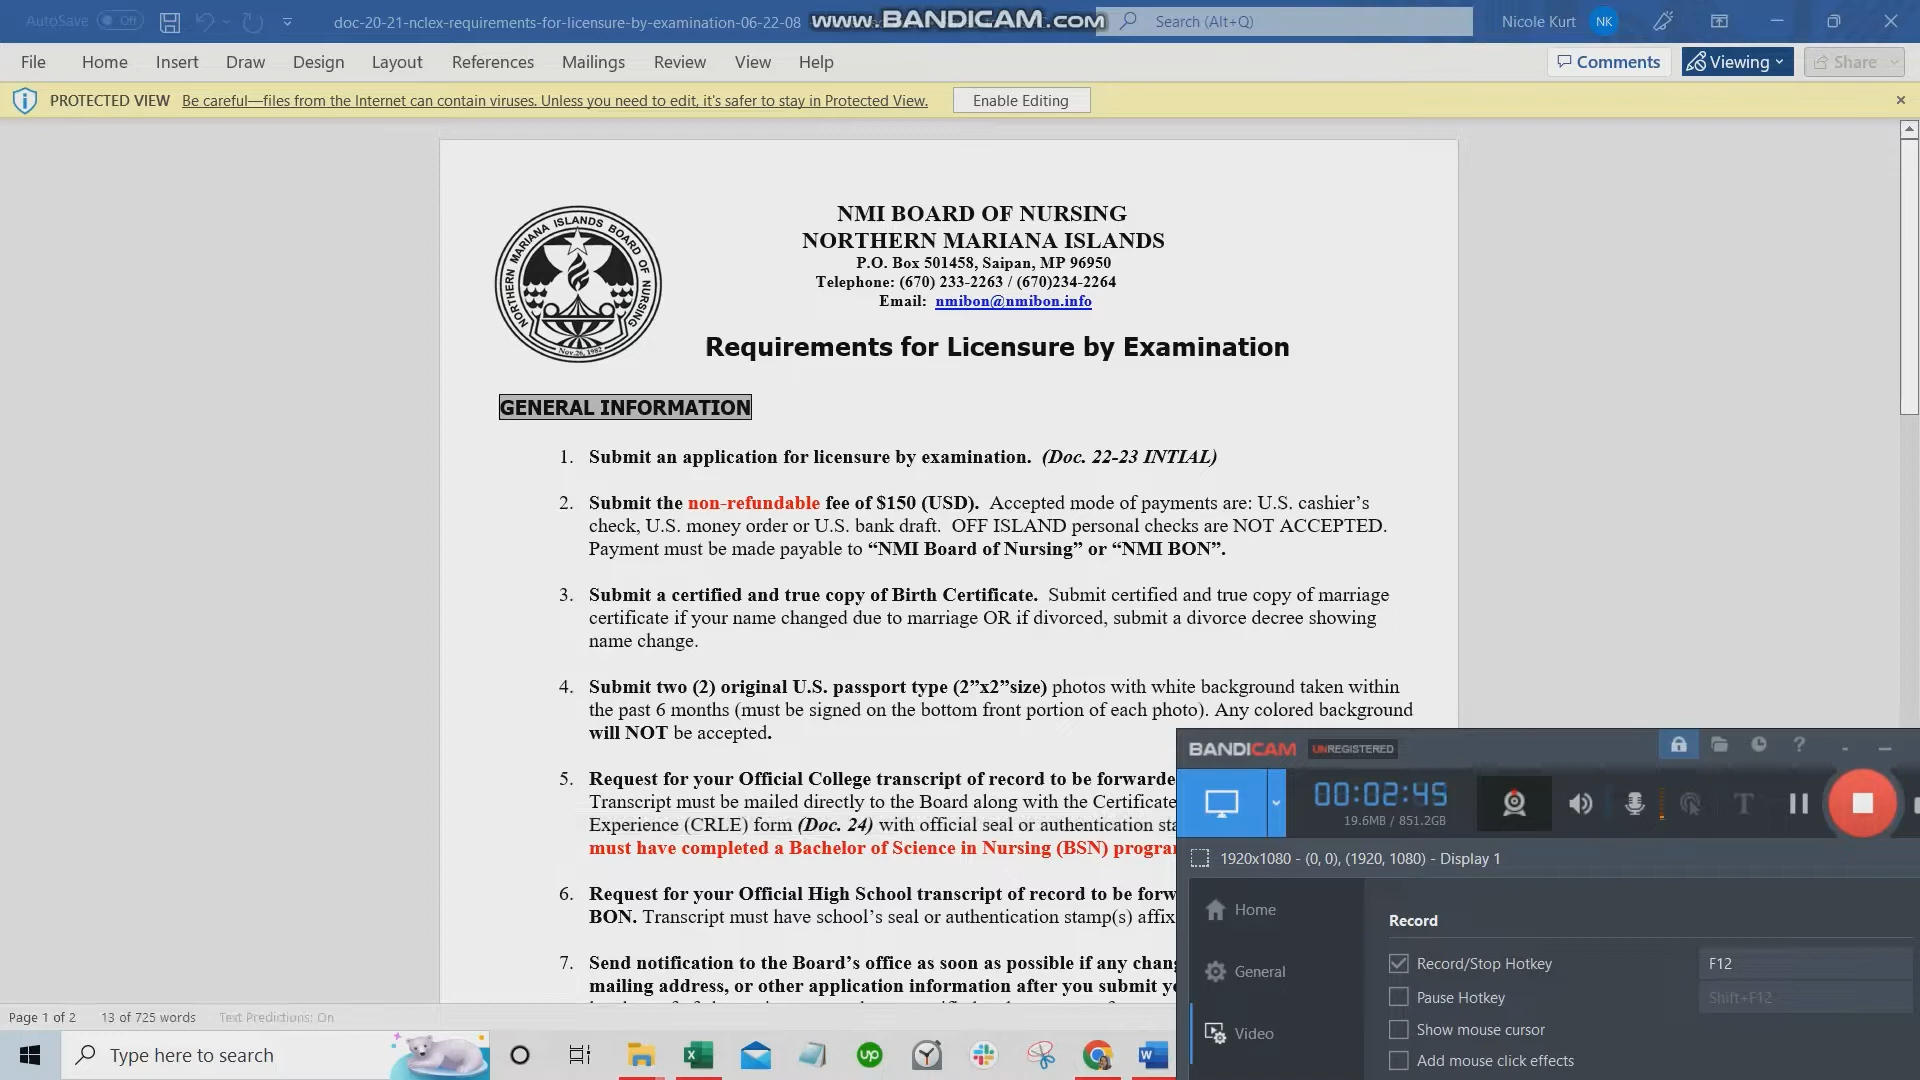 AutoSave Off doc-20-21-nclex-requirements-for-licensure-by-examination-06-22-08 www.BANDICAM.com Search (Alt+Q) Nicole Kurt NK
File Home Insert Draw Design Layout References Mailings Review View Help Comments Viewing Share
PROTECTED VIEW Be careful—files from the Internet can contain viruses. Unless you need to edit, it's safer to stay in Protected View. Enable Editing
NORTHERN MARIANA ISLANDS BOARD OF NURSING
Nov.26, 1982
NMI BOARD OF NURSING
NORTHERN MARIANA ISLANDS
P.O. Box 501458, Saipan, MP 96950
Telephone: (670) 233-2263 / (670)234-2264
Email: nmibon@nmibon.info
Requirements for Licensure by Examination
GENERAL INFORMATION
1. Submit an application for licensure by examination. (Doc. 22-23 INTIAL)
2. Submit the non-refundable fee of $150 (USD). Accepted mode of payments are: U.S. cashier's
check, U.S. money order or U.S. bank draft. OFF ISLAND personal checks are NOT ACCEPTED.
Payment must be made payable to “NMI Board of Nursing” or “NMI BON”.
3. Submit a certified and true copy of Birth Certificate. Submit certified and true copy of marriage
certificate if your name changed due to marriage OR if divorced, submit a divorce decree showing
name change.
4. Submit two (2) original U.S. passport type (2”x2”size) photos with white background taken within
the past 6 months (must be signed on the bottom front portion of each photo). Any colored background
will NOT be accepted.
5. Request for your Official College transcript of record to be forwarde
Transcript must be mailed directly to the Board along with the Certificate
Experience (CRLE) form (Doc. 24) with official seal or authentication sta
must have completed a Bachelor of Science in Nursing (BSN) progra
6. Request for your Official High School transcript of record to be forw
BON. Transcript must have school's seal or authentication stamp(s) affix
7. Send notification to the Board's office as soon as possible if any chang
mailing address, or other application information after you submit y
BANDICAM UNREGISTERED
00:02:45
19.6MB / 851.2GB
1920x1080 - (0, 0), (1920, 1080) - Display 1
Home
General
Video
Record
Record/Stop Hotkey F12
Pause Hotkey Shift+F12
Show mouse cursor
Add mouse click effects
Page 1 of 2 13 of 725 words Text Predictions: On
Type here to search